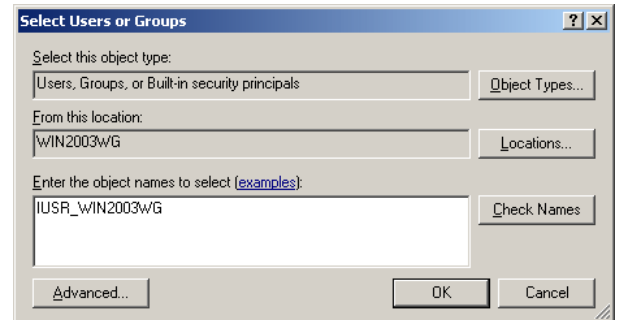 Select Users or Groups
Select this object type:
Users, Groups, or Built-in security principals
Object Types...
From this location:
WIN2003WG
Locations...
Enter the object names to select (examples):
IUSR_WIN2003WG
Check Names
Advanced...
OK
Cancel